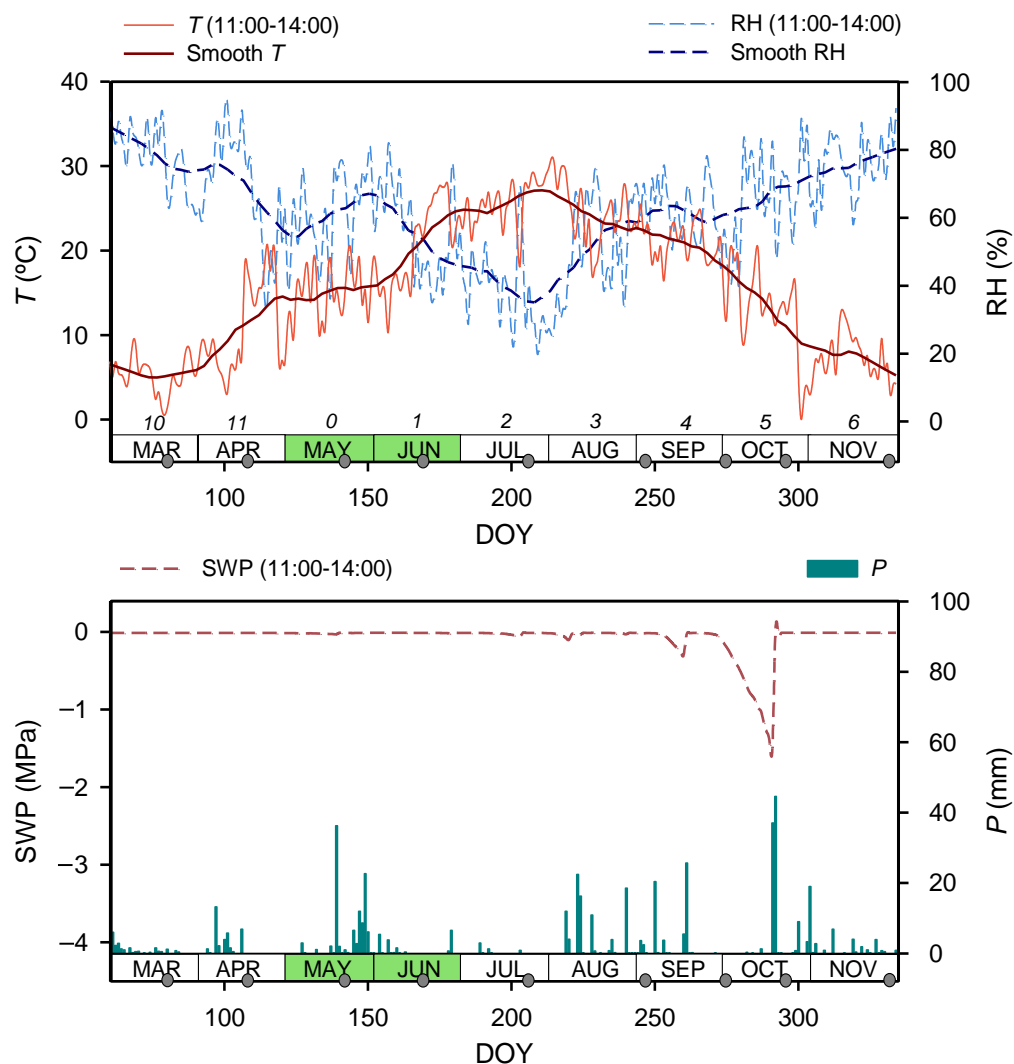 T (11:00-14:00)
RH (11:00-14:00)
Smooth T
Smooth RH
40
100
30
80
20
60
10
40
0
20
0
T (ºC)
RH (%)
10 11 0 1 2 3 4 5 6
MAR APR MAY JUN JUL AUG SEP OCT NOV
100 150 200 250 300
DOY
SWP (11:00-14:00)
P
0
−1
−2
−3
−4
100
80
60
40
20
0
SWP (MPa)
P (mm)
MAR APR MAY JUN JUL AUG SEP OCT NOV
100 150 200 250 300
DOY